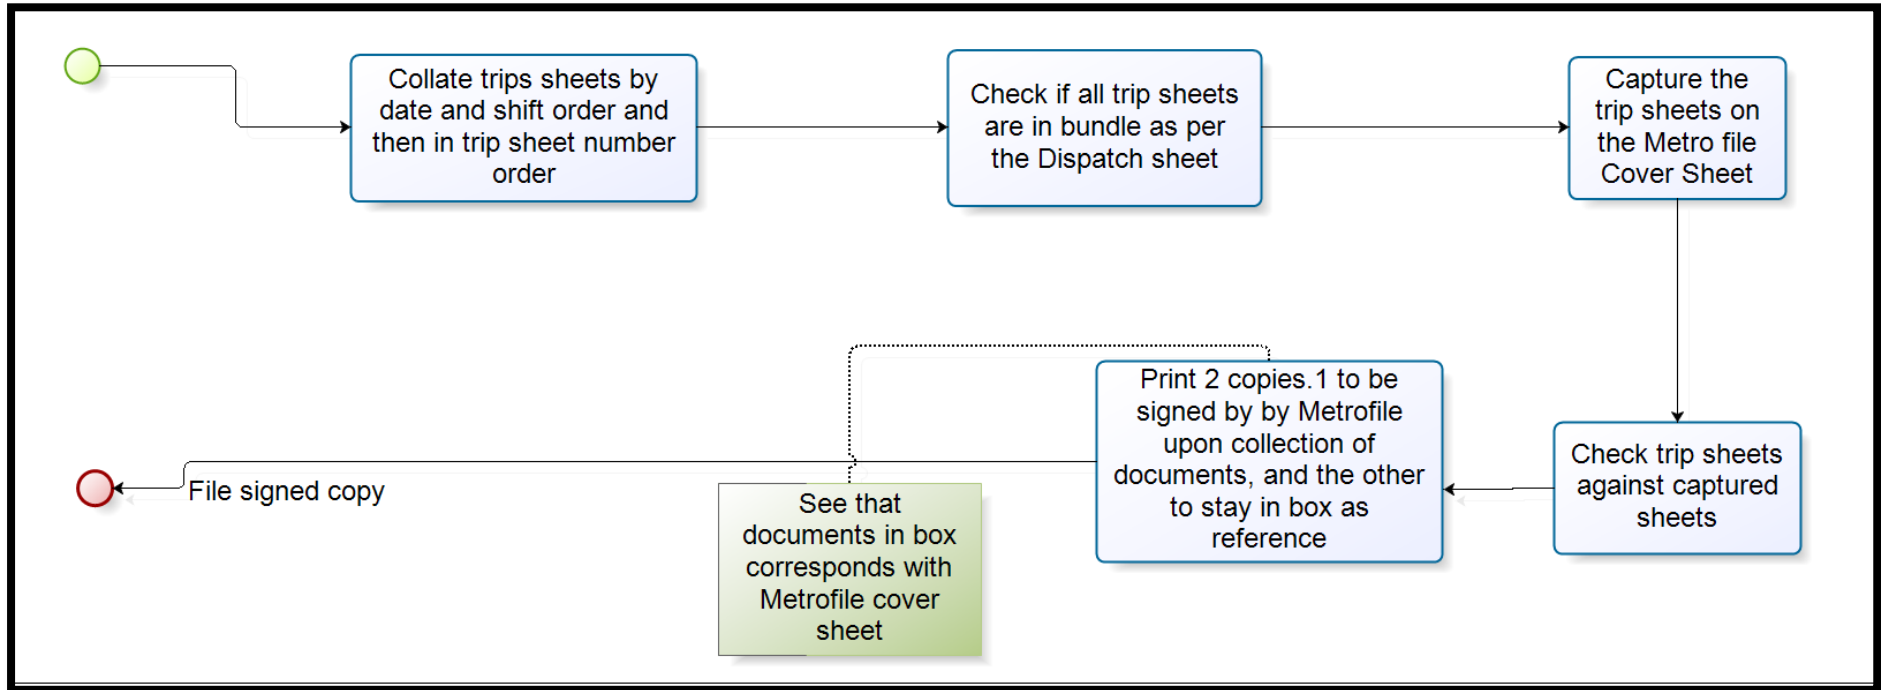 Collate trips sheets by
date and shift order and
then in trip sheet number
order
Check if all trip sheets
are in bundle as per
the Dispatch sheet
Capture the
trip sheets on
the Metro file
Cover Sheet
Check trip sheets
against captured
sheets
Print 2 copies.1 to be
signed by by Metrofile
upon collection of
documents, and the other
to stay in box as
reference
See that
documents in box
corresponds with
Metrofile cover
sheet
File signed copy